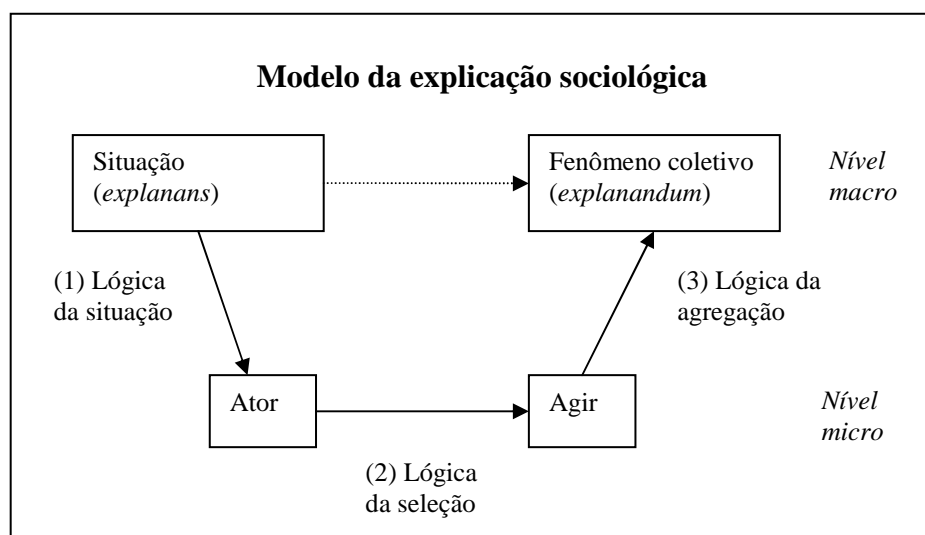 Modelo da explicação sociológica
Situação
(explanans)
Fenômeno coletivo
(explanandum)
Nível
macro
(1) Lógica
da situação
(3) Lógica da
agregação
Ator
Agir
Nível
micro
(2) Lógica
da seleção